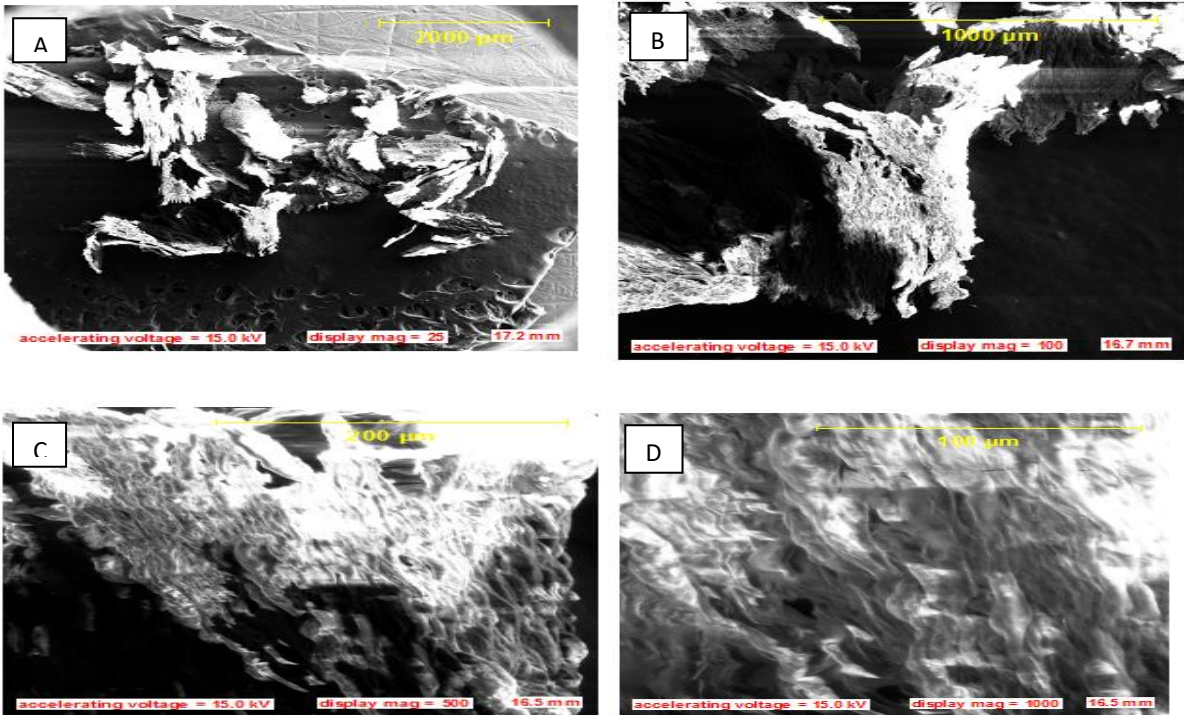 A
2000 µm
accelerating voltage = 15.0 kV display mag = 25 17.2 mm
B
1000 µm
accelerating voltage = 15.0 kV display mag = 100 16.7 mm
C
200 µm
accelerating voltage = 15.0 kV display mag = 500 16.5 mm
D
100 µm
accelerating voltage = 15.0 kV display mag = 1000 16.5 mm